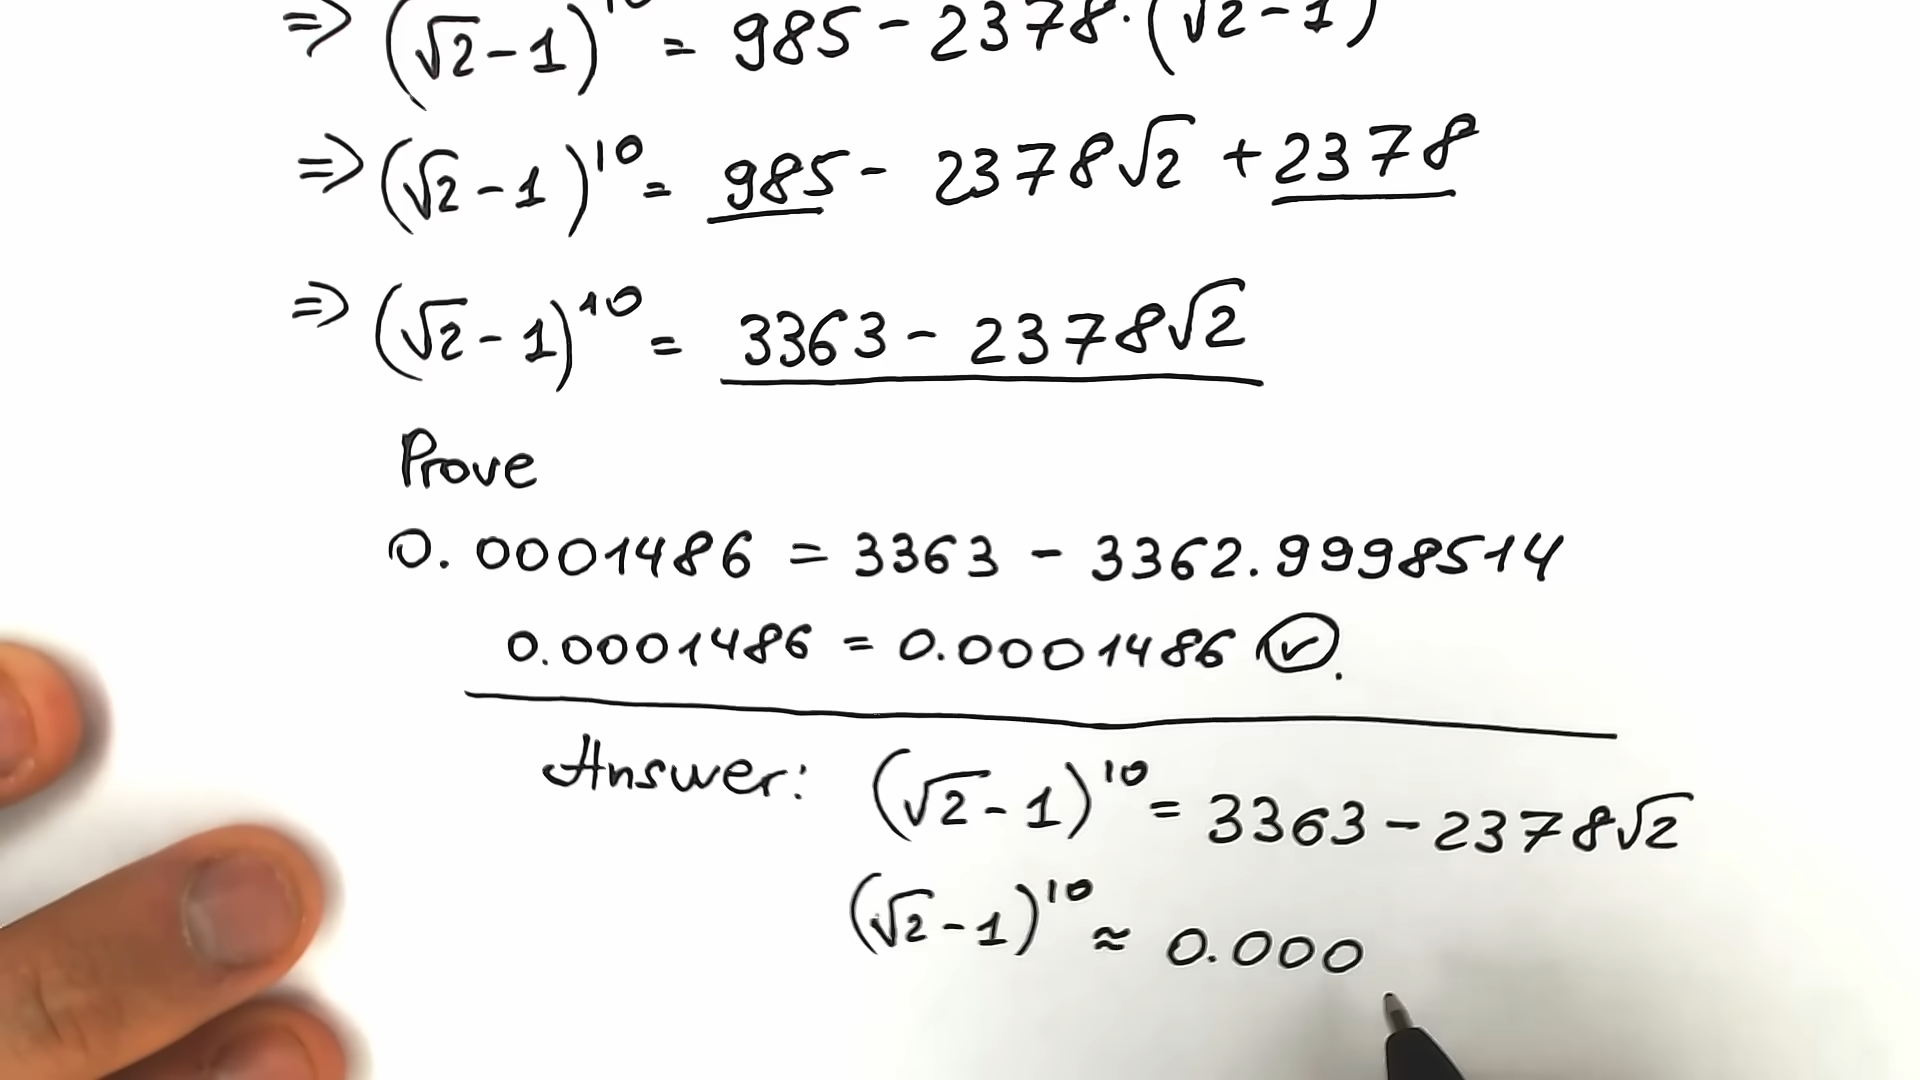 ⇒ (√2-1)^10 = 985 - 2378·(√2-1)
⇒ (√2-1)^10 = 985 - 2378√2 + 2378
⇒ (√2-1)^10 = 3363 - 2378√2
Prove
0.0001486 = 3363 - 3362.9998514
0.0001486 = 0.0001486 ✓.
Answer: (√2-1)^10 = 3363-2378√2
(√2-1)^10 ≈ 0.000